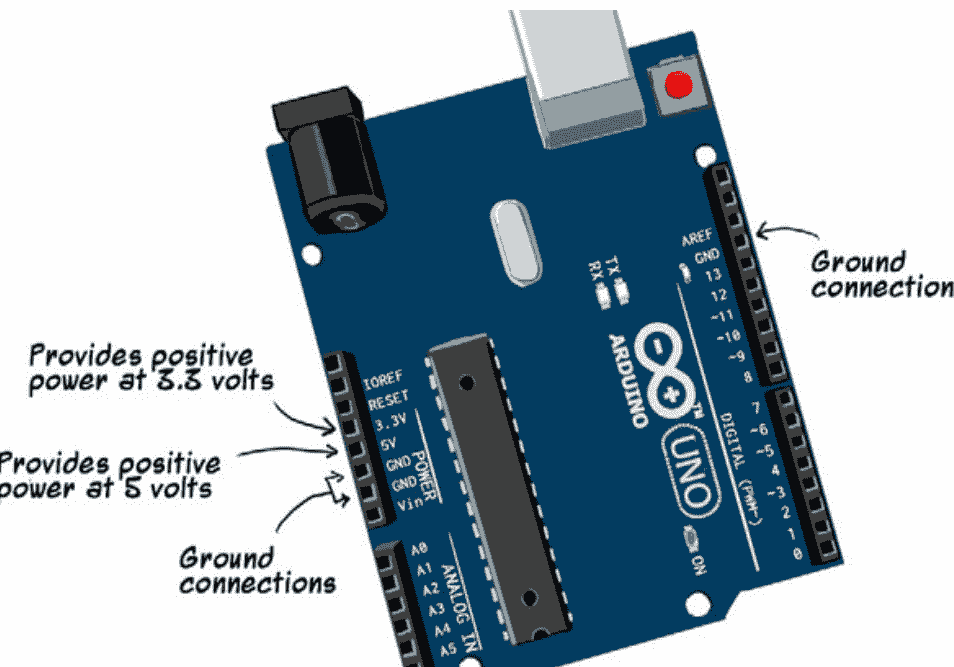 Provides positive
power at 3.3 volts
Provides positive
power at 5 volts
Ground
connections
Ground
connection
IOREF
RESET
3.3V
5V
GND
GND
Vin
POWER
A0
A1
A2
A3
A4
A5
ANALOG IN
RX
TX
ARDUINO
TM
UNO
ON
AREF
GND
13
12
~11
~10
~9
8
7
~6
~5
4
~3
2
1
0
DIGITAL (PWM~)